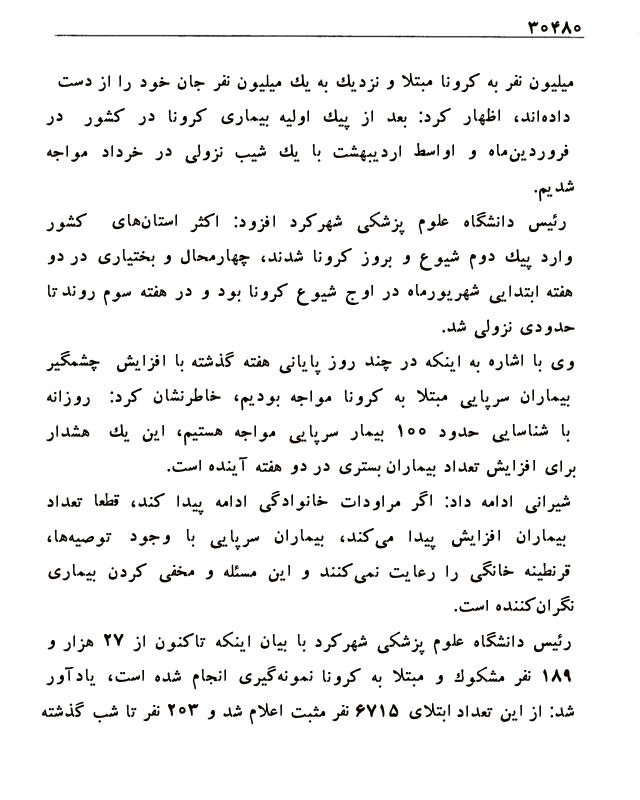 ۳۰۴۸۰
میلیون نفر به کرونا مبتلا و نزدیك به یك میلیون نفر جان خود را از دست
داده‌اند، اظهار کرد: بعد از پیك اولیه بیماری کرونا در کشور در
فروردین‌ماه و اواسط اردیبهشت با یك شیب نزولی در خرداد مواجه
شدیم.
رئیس دانشگاه علوم پزشکی شهرکرد افزود: اکثر استان‌های کشور
وارد پیك دوم شیوع و بروز کرونا شدند، چهارمحال و بختیاری در دو
هفته ابتدایی شهریورماه در اوج شیوع کرونا بود و در هفته سوم روند تا
حدودی نزولی شد.
وی با اشاره به اینکه در چند روز پایانی هفته گذشته با افزایش چشمگیر
بیماران سرپایی مبتلا به کرونا مواجه بودیم، خاطرنشان کرد: روزانه
با شناسایی حدود ۱۰۰ بیمار سرپایی مواجه هستیم، این یك هشدار
برای افزایش تعداد بیماران بستری در دو هفته آینده است.
شیرانی ادامه داد: اگر مراودات خانوادگی ادامه پیدا کند، قطعا تعداد
بیماران افزایش پیدا می‌کند، بیماران سرپایی با وجود توصیه‌ها،
قرنطینه خانگی را رعایت نمی‌کنند و این مسئله و مخفی کردن بیماری
نگران‌کننده است.
رئیس دانشگاه علوم پزشکی شهرکرد با بیان اینکه تاکنون از ۲۷ هزار و
۱۸۹ نفر مشکوك و مبتلا به کرونا نمونه‌گیری انجام شده است، یادآور
شد: از این تعداد ابتلای ۶۷۱۵ نفر مثبت اعلام شد و ۲۰۳ نفر تا شب گذشته